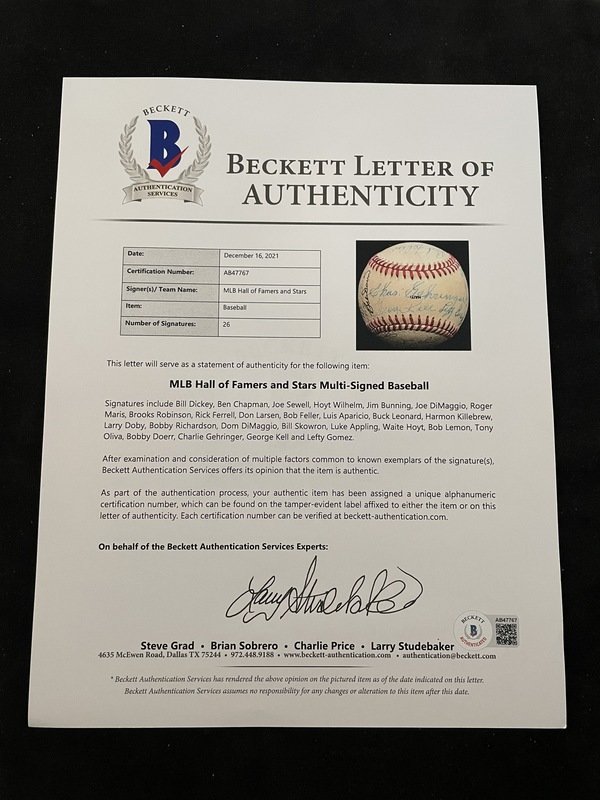 BECKETT
B
AUTHENTICATION
SERVICES
BECKETT LETTER OF
AUTHENTICITY
Date: December 16, 2021
Certification Number: AB47767
Signer(s)/ Team Name: MLB Hall of Famers and Stars
Item: Baseball
Number of Signatures: 26
This letter will serve as a statement of authenticity for the following item:
MLB Hall of Famers and Stars Multi-Signed Baseball
Signatures include Bill Dickey, Ben Chapman, Joe Sewell, Hoyt Wilhelm, Jim Bunning, Joe DiMaggio, Roger
Maris, Brooks Robinson, Rick Ferrell, Don Larsen, Bob Feller, Luis Aparicio, Buck Leonard, Harmon Killebrew,
Larry Doby, Bobby Richardson, Dom DiMaggio, Bill Skowron, Luke Appling, Waite Hoyt, Bob Lemon, Tony
Oliva, Bobby Doerr, Charlie Gehringer, George Kell and Lefty Gomez.
After examination and consideration of multiple factors common to known exemplars of the signature(s),
Beckett Authentication Services offers its opinion that the item is authentic.
As part of the authentication process, your authentic item has been assigned a unique alphanumeric
certification number, which can be found on the tamper-evident label affixed to either the item or on this
letter of authenticity. Each certification number can be verified at beckett-authentication.com.
On behalf of the Beckett Authentication Services Experts:
Larry Studebaker
BECKETT
B
AUTHENTICATED
AB47767
Steve Grad • Brian Sobrero • Charlie Price • Larry Studebaker
4635 McEwen Road, Dallas TX 75244 • 972.448.9188 • www.beckett-authentication.com • authentication@beckett.com
* Beckett Authentication Services has rendered the above opinion on the pictured item as of the date indicated on this letter.
Beckett Authentication Services assumes no responsibility for any changes or alteration to this item after this date.